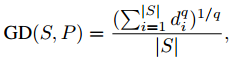 GD(S, P) = (∑_{i=1}^{|S|} d_i^q)^{1/q} / |S|,